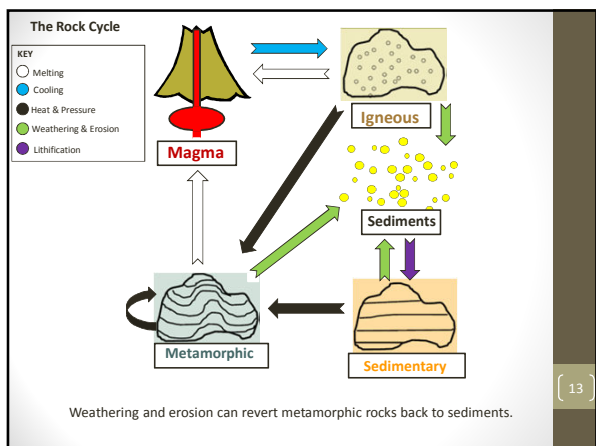 The Rock Cycle
KEY
Melting
Cooling
Heat & Pressure
Weathering & Erosion
Lithification
Magma
Igneous
Sediments
Metamorphic
Sedimentary
13
Weathering and erosion can revert metamorphic rocks back to sediments.